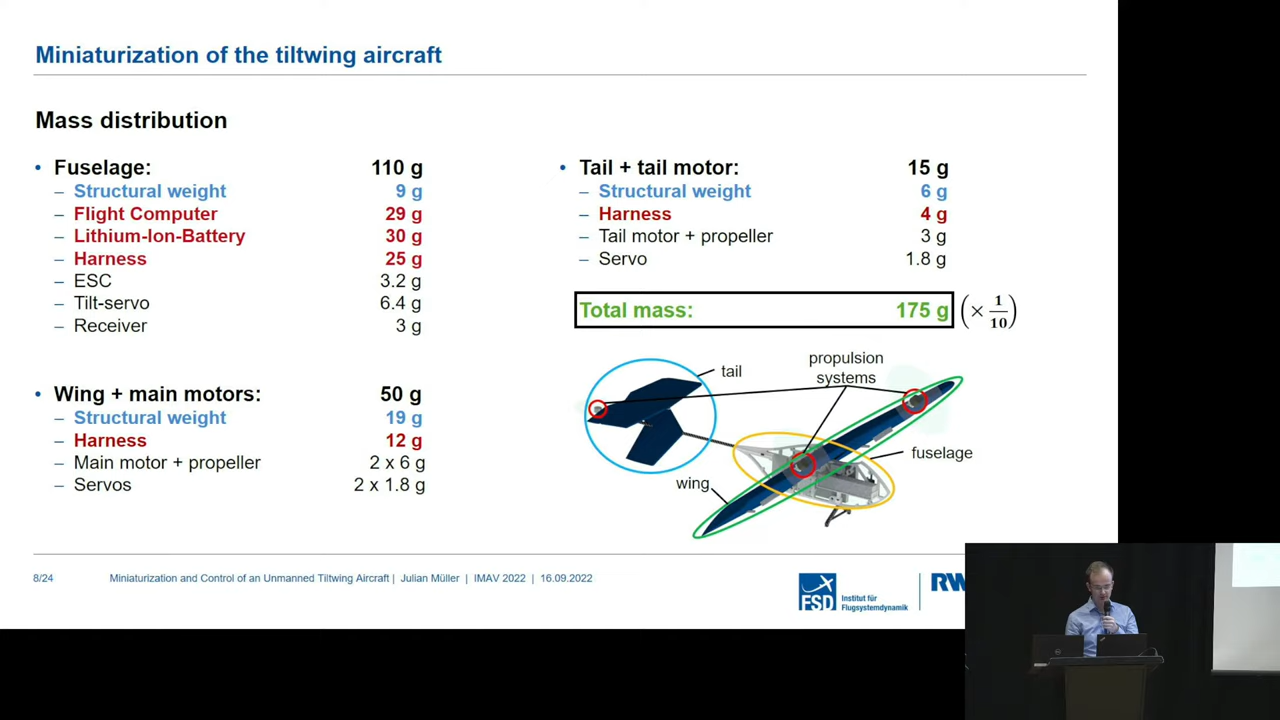 Miniaturization of the tiltwing aircraft
Mass distribution
• Fuselage: 110 g
– Structural weight 9 g
– Flight Computer 29 g
– Lithium-Ion-Battery 30 g
– Harness 25 g
– ESC 3.2 g
– Tilt-servo 6.4 g
– Receiver 3 g
• Wing + main motors: 50 g
– Structural weight 19 g
– Harness 12 g
– Main motor + propeller 2 x 6 g
– Servos 2 x 1.8 g
• Tail + tail motor: 15 g
– Structural weight 6 g
– Harness 4 g
– Tail motor + propeller 3 g
– Servo 1.8 g
Total mass: 175 g (× 1/10)
propulsion
systems
tail
fuselage
wing
8/24 Miniaturization and Control of an Unmanned Tiltwing Aircraft | Julian Müller | IMAV 2022 | 16.09.2022
FSD
Institut für
Flugsystemdynamik
RW